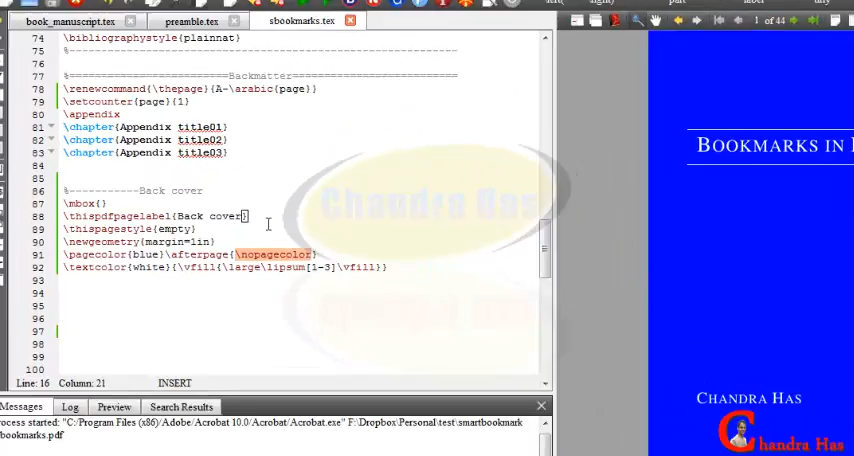 book_manuscript.tex
preamble.tex
sbookmarks.tex
1 of 44
74 \bibliographystyle{plainnat}
75 %--------------------------------------------------------
76
77 %===========================Backmatter============================
78 \renewcommand{\thepage}{A-\arabic{page}}
79 \setcounter{page}{1}
80 \appendix
81 \chapter{Appendix title01}
82 \chapter{Appendix title02}
83 \chapter{Appendix title03}
84
85
86 %-----------Back cover
87 \mbox{}
88 \thispdfpagelabel{Back cover}
89 \thispagestyle{empty}
90 \newgeometry{margin=1in}
91 \pagecolor{blue}\afterpage{\nopagecolor}
92 \textcolor{white}{\vfill{\large\lipsum[1-3]\vfill}}
93
94
95
96
97
98
99
100
Chandra Has
BOOKMARKS IN
CHANDRA HAS
Chandra Has
Line: 16 Column: 21 INSERT
Messages Log Preview Search Results
rocess started: "C:/Program Files (x86)/Adobe/Acrobat 10.0/Acrobat/Acrobat.exe" F:\Dropbox\Personal\test\smartbookmark
bookmarks.pdf